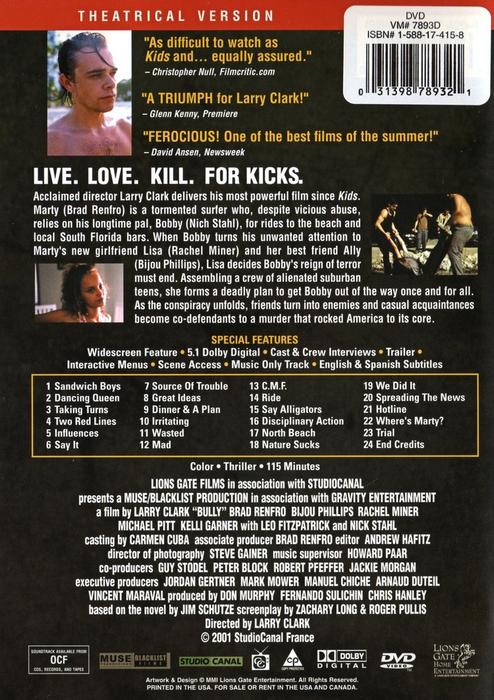 THEATRICAL VERSION
DVD
VM# 7893D
ISBN# 1-588-17-415-8
0 31398 78932 1
"As difficult to watch as
Kids and... equally assured."
– Christopher Null, Filmcritic.com
"A TRIUMPH for Larry Clark!"
– Glenn Kenny, Premiere
"FEROCIOUS! One of the best films of the summer!"
– David Ansen, Newsweek
LIVE. LOVE. KILL. FOR KICKS.
Acclaimed director Larry Clark delivers his most powerful film since Kids.
Marty (Brad Renfro) is a tormented surfer who, despite vicious abuse,
relies on his longtime pal, Bobby (Nich Stahl), for rides to the beach and
local South Florida bars. When Bobby turns his unwanted attention to
Marty's new girlfriend Lisa (Rachel Miner) and her best friend Ally
(Bijou Phillips), Lisa decides Bobby's reign of terror
must end. Assembling a crew of alienated suburban
teens, she forms a deadly plan to get Bobby out of the way once and for all.
As the conspiracy unfolds, friends turn into enemies and casual acquaintances
become co-defendants to a murder that rocked America to its core.
SPECIAL FEATURES
Widescreen Feature • 5.1 Dolby Digital • Cast & Crew Interviews • Trailer •
Interactive Menus • Scene Access • Music Only Track • English & Spanish Subtitles
1 Sandwich Boys
2 Dancing Queen
3 Taking Turns
4 Two Red Lines
5 Influences
6 Say It
7 Source Of Trouble
8 Great Ideas
9 Dinner & A Plan
10 Irritating
11 Wasted
12 Mad
13 C.M.F.
14 Ride
15 Say Alligators
16 Disciplinary Action
17 North Beach
18 Nature Sucks
19 We Did It
20 Spreading The News
21 Hotline
22 Where's Marty?
23 Trial
24 End Credits
Color • Thriller • 115 Minutes
LIONS GATE FILMS in association with STUDIOCANAL
presents a MUSE/BLACKLIST PRODUCTION in association with GRAVITY ENTERTAINMENT
a film by LARRY CLARK "BULLY" BRAD RENFRO BIJOU PHILLIPS RACHEL MINER
MICHAEL PITT KELLI GARNER with LEO FITZPATRICK and NICK STAHL
casting by CARMEN CUBA associate producer BRAD RENFRO editor ANDREW HAFITZ
director of photography STEVE GAINER music supervisor HOWARD PAAR
co-producers GUY STODEL PETER BLOCK ROBERT PFEFFER JACKIE MORGAN
executive producers JORDAN GERTNER MARK MOWER MANUEL CHICHE ARNAUD DUTEIL
VINCENT MARAVAL produced by DON MURPHY FERNANDO SULICHIN CHRIS HANLEY
based on the novel by JIM SCHUTZE screenplay by ZACHARY LONG & ROGER PULLIS
Directed by LARRY CLARK
© 2001 StudioCanal France
SOUNDTRACK AVAILABLE FROM
OCF
CDS, RECORDS, AND TAPES
MUSE BLACKLIST FILMS
STUDIO CANAL
CC
CP
DOLBY
DIGITAL
DVD
VIDEO
LIONS
GATE
HOME
ENTERTAINMENT
Artwork & Design © MMI Lions Gate Entertainment. All Rights Reserved.
PRINTED IN THE USA. FOR SALE OR RENT IN THE USA AND CANADA.